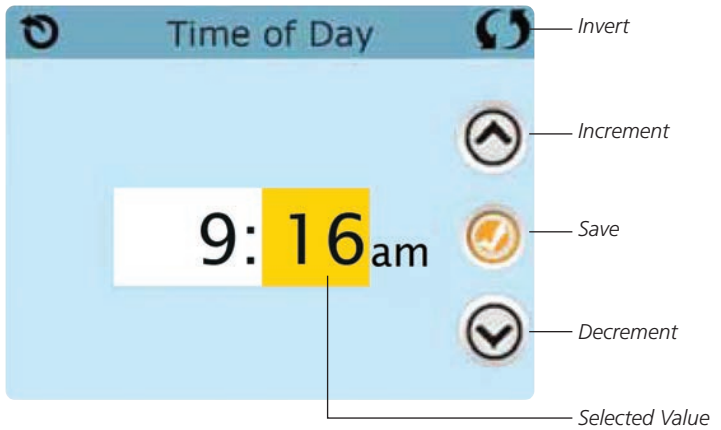 Time of Day
Invert
Increment
9:16am
Save
Decrement
Selected Value